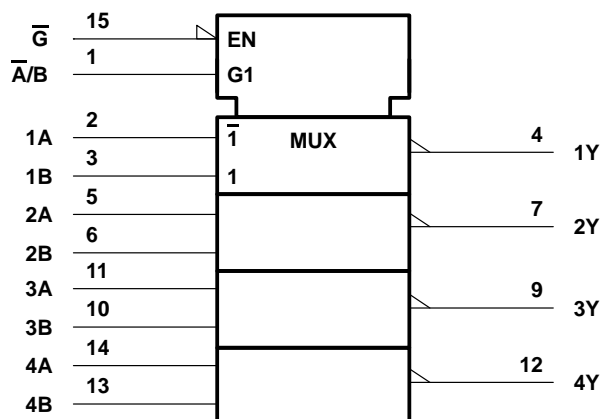 G̅ 15 EN
A̅/B 1 G1
1A 2 1̅ MUX 4 1Y
1B 3 1
2A 5 7 2Y
2B 6
3A 11 9 3Y
3B 10
4A 14 12 4Y
4B 13